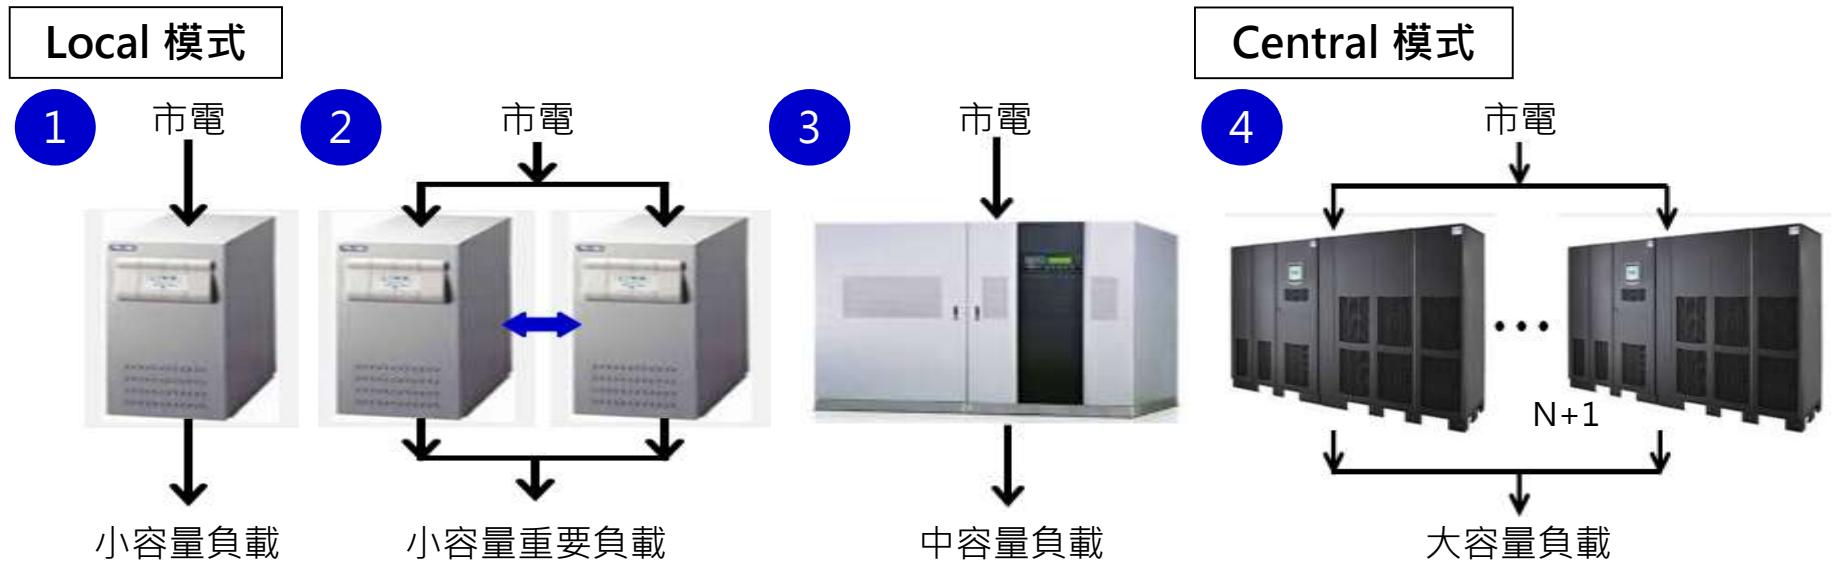 Local 模式
Central 模式
1
市電
2
市電
3
市電
4
市電
N+1
小容量負載
小容量重要負載
中容量負載
大容量負載